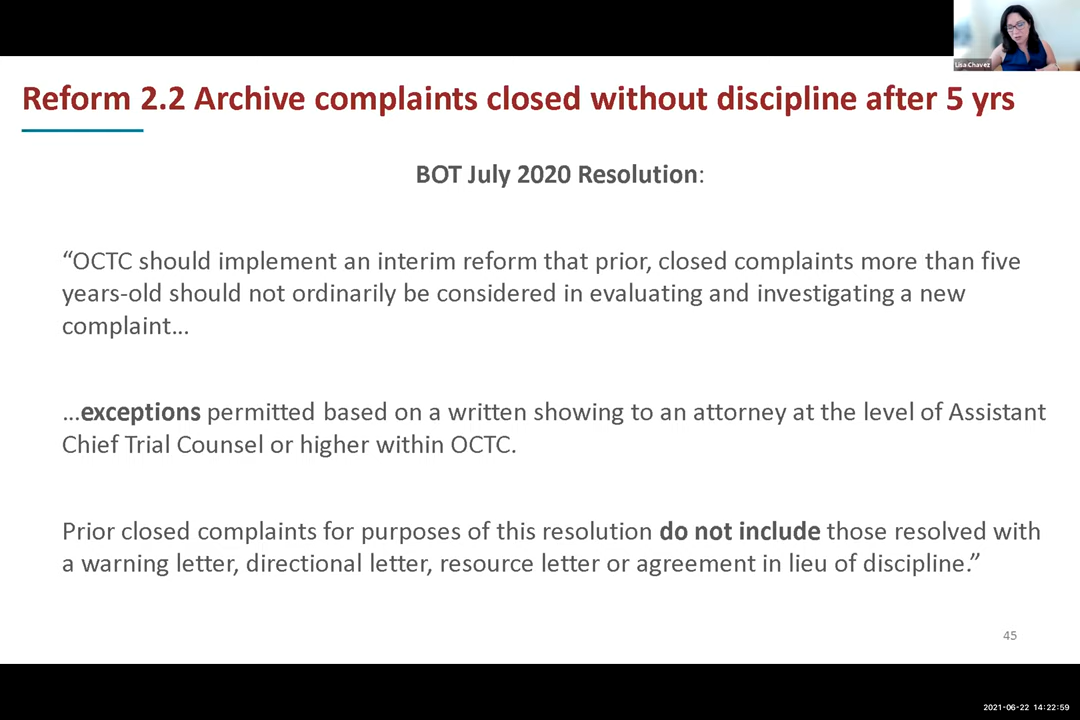 Lisa Chavez
Reform 2.2 Archive complaints closed without discipline after 5 yrs
BOT July 2020 Resolution:
“OCTC should implement an interim reform that prior, closed complaints more than five
years-old should not ordinarily be considered in evaluating and investigating a new
complaint…
…exceptions permitted based on a written showing to an attorney at the level of Assistant
Chief Trial Counsel or higher within OCTC.
Prior closed complaints for purposes of this resolution do not include those resolved with
a warning letter, directional letter, resource letter or agreement in lieu of discipline.”
45
2021-06-22 14:22:59